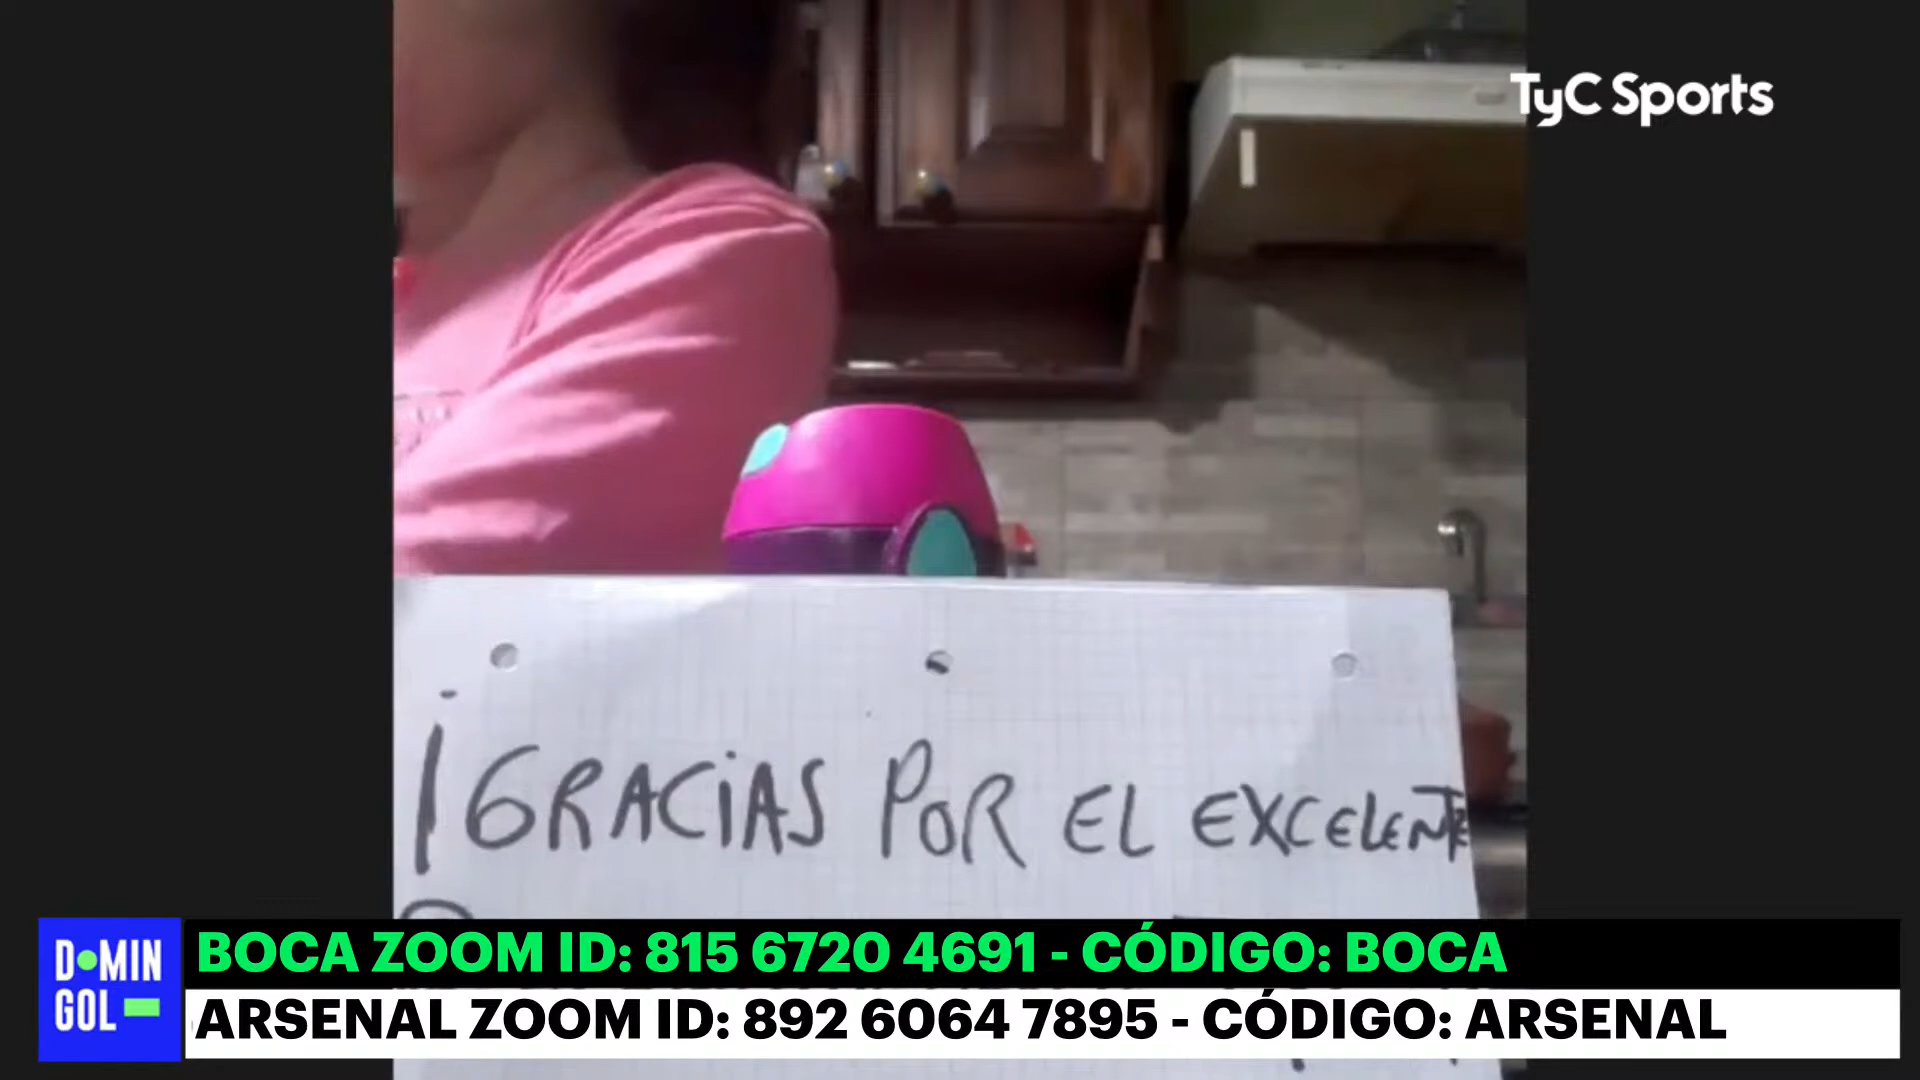 TyC Sports
¡GRACiAS POR EL EXCELENTE
D•MIN
GOL
BOCA ZOOM ID: 815 6720 4691 - CÓDIGO: BOCA
ARSENAL ZOOM ID: 892 6064 7895 - CÓDIGO: ARSENAL